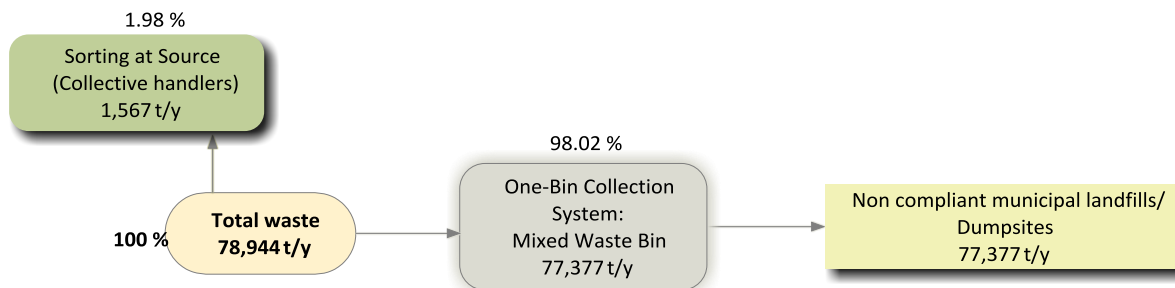 1.98 %
Sorting at Source
(Collective handlers)
1,567 t/y
100 %
Total waste
78,944 t/y
98.02 %
One-Bin Collection
System:
Mixed Waste Bin
77,377 t/y
Non compliant municipal landfills/
Dumpsites
77,377 t/y